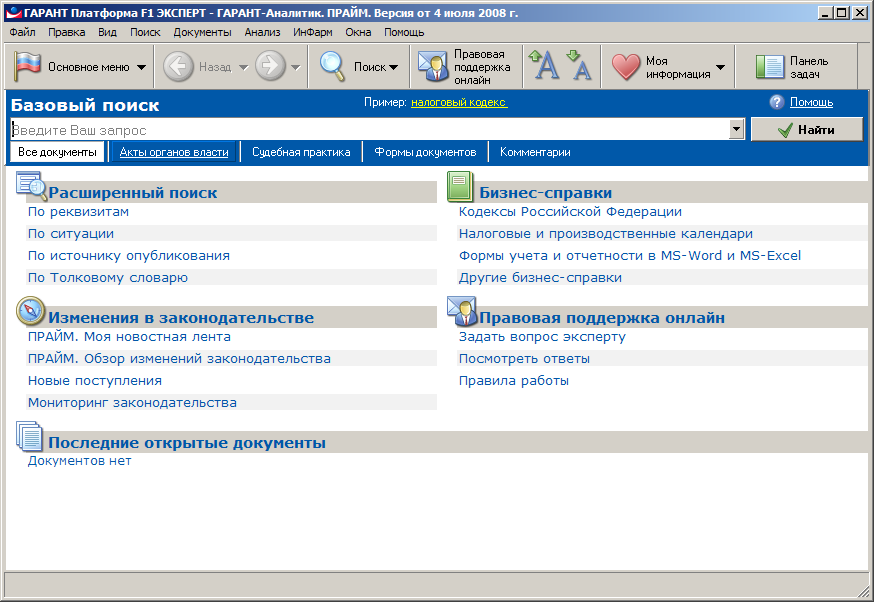 ГАРАНТ Платформа F1 ЭКСПЕРТ - ГАРАНТ-Аналитик. ПРАЙМ. Версия от 4 июля 2008 г.
Файл Правка Вид Поиск Документы Анализ ИнФарм Окна Помощь
Основное меню Назад Поиск Правовая поддержка онлайн А А Моя информация Панель задач
Базовый поиск Пример: налоговый кодекс ? Помощь
Введите Ваш запрос Найти
Все документы Акты органов власти Судебная практика Формы документов Комментарии
Расширенный поиск
По реквизитам
По ситуации
По источнику опубликования
По Толковому словарю
Бизнес-справки
Кодексы Российской Федерации
Налоговые и производственные календари
Формы учета и отчетности в MS-Word и MS-Excel
Другие бизнес-справки
Изменения в законодательстве
ПРАЙМ. Моя новостная лента
ПРАЙМ. Обзор изменений законодательства
Новые поступления
Мониторинг законодательства
Правовая поддержка онлайн
Задать вопрос эксперту
Посмотреть ответы
Правила работы
Последние открытые документы
Документов нет